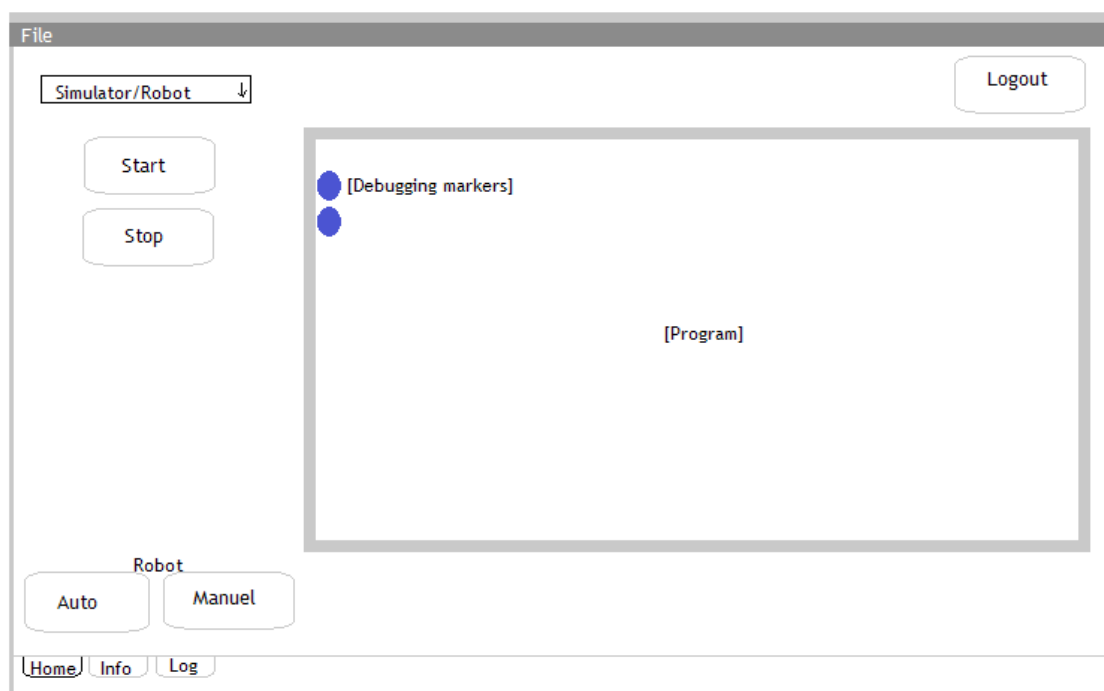 File
Simulator/Robot ↓
Logout
Start
Stop
[Debugging markers]
[Program]
Robot
Auto
Manuel
Home Info Log